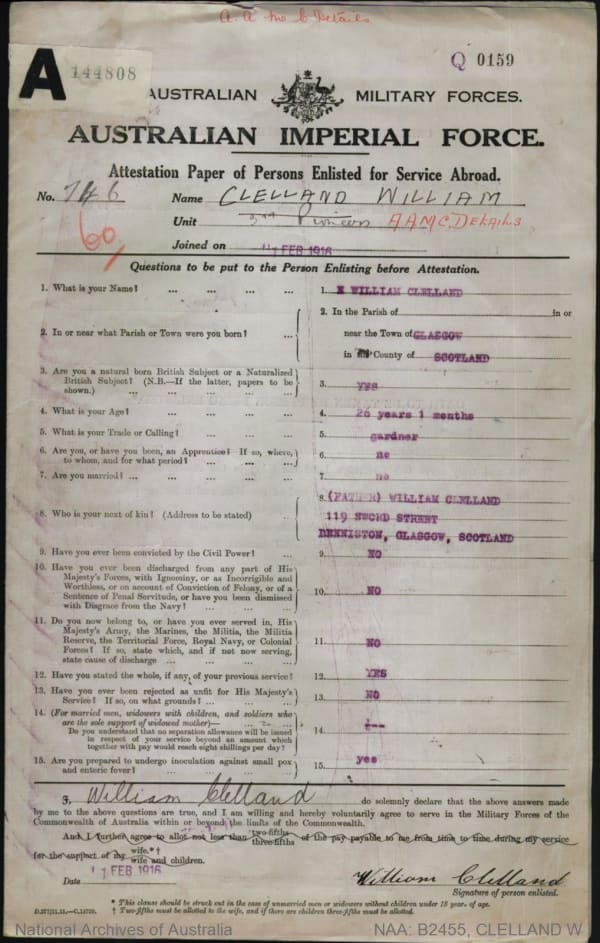 A. A m C Details
A 144808
Q 0159
AUSTRALIAN MILITARY FORCES.
AUSTRALIAN IMPERIAL FORCE.
Attestation Paper of Persons Enlisted for Service Abroad.
No. 746 Name CLELLAND WILLIAM
Unit 3rd Pioneers AAMC. Details
60
Joined on 11 FEB 1916
Questions to be put to the Person Enlisting before Attestation.
1. What is your Name? ... ... ... ... 1. WILLIAM CLELLAND
2. In or near what Parish or Town were you born? ... 2. In the Parish of in or
near the Town of GLASGOW
in County of SCOTLAND
3. Are you a natural born British Subject or a Naturalized
British Subject? (N.B.—If the latter, papers to be
shown.) ... ... ... ... 3. YES
4. What is your Age? ... ... ... ... 4. 26 years 1 months
5. What is your Trade or Calling? ... ... ... 5. gardner
6. Are you, or have you been, an Apprentice? If so, where,
to whom, and for what period? ... ... ... 6. no
7. Are you married? ... ... ... ... 7. no
8. Who is your next of kin? (Address to be stated) ... 8. (FATHER) WILLIAM CLELLAND
119 SWORD STREET
DENNISTON, GLASGOW, SCOTLAND
9. Have you ever been convicted by the Civil Power? ... 9. NO
10. Have you ever been discharged from any part of His
Majesty's Forces, with Ignominy, or as Incorrigible and
Worthless, or on account of Conviction of Felony, or of a
Sentence of Penal Servitude, or have you been dismissed
with Disgrace from the Navy? ... ... ... 10. NO
11. Do you now belong to, or have you ever served in, His
Majesty's Army, the Marines, the Militia, the Militia
Reserve, the Territorial Force, Royal Navy, or Colonial
Forces? If so, state which, and if not now serving,
state cause of discharge ... ... ... ... 11. NO
12. Have you stated the whole, if any, of your previous service? 12. YES
13. Have you ever been rejected as unfit for His Majesty's
Service? If so, on what grounds? ... ... ... 13. NO
14. (For married men, widowers with children, and soldiers who
are the sole support of widowed mother)—
Do you understand that no separation allowance will be issued
in respect of your service beyond an amount which
together with pay would reach eight shillings per day? 14. ---
15. Are you prepared to undergo inoculation against small pox
and enteric fever? ... ... ... ... 15. yes
I, William Clelland do solemnly declare that the above answers made
by me to the above questions are true, and I am willing and hereby voluntarily agree to serve in the Military Forces of the
Commonwealth of Australia within or beyond the limits of the Commonwealth.
And I further agree to allot not less than two-fifths three-fifths of the pay payable to me from time to time during my service
for the support of my wife.*† wife and children.
Date 11 FEB 1916 William Clelland
Signature of person enlisted.
* This clause should be struck out in the case of unmarried men or widowers without children under 18 years of age.
† Two-fifths must be allotted to the wife, and if there are children three-fifths must be allotted.
National Archives of Australia NAA: B2455, CLELLAND W